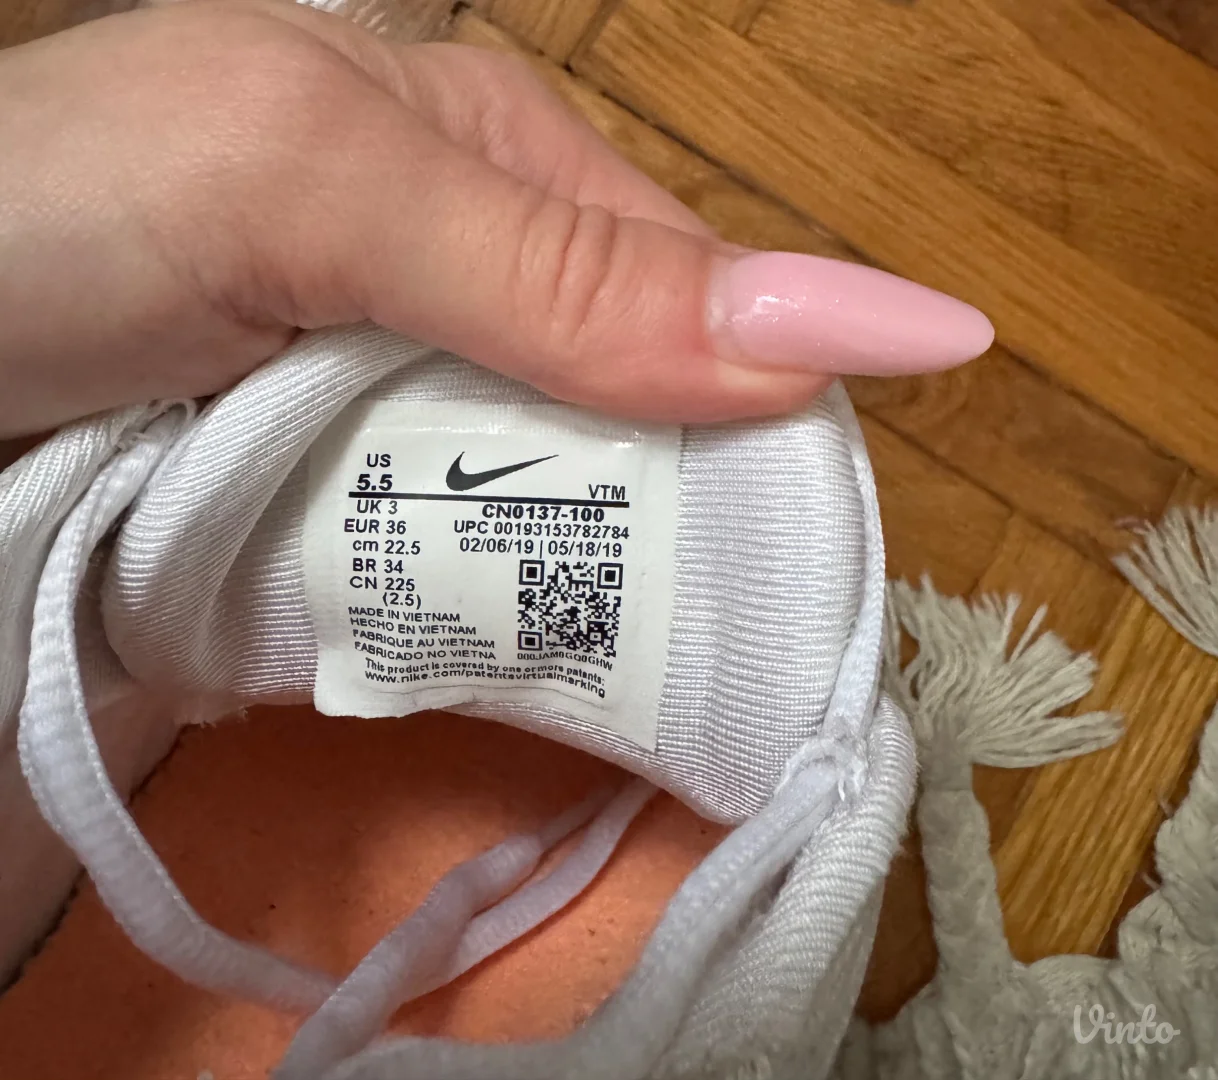 US
5.5
VTM
UK 3
CN0137-100
EUR 36
UPC 00193153782784
cm 22.5
02/06/19 | 05/18/19
BR 34
CN 225
(2.5)
MADE IN VIETNAM
HECHO EN VIETNAM
FABRIQUE AU VIETNAM
FABRICADO NO VIETNA
This product is covered by one or more patents:
www.nike.com/patentsvirtualmarking
Vinto